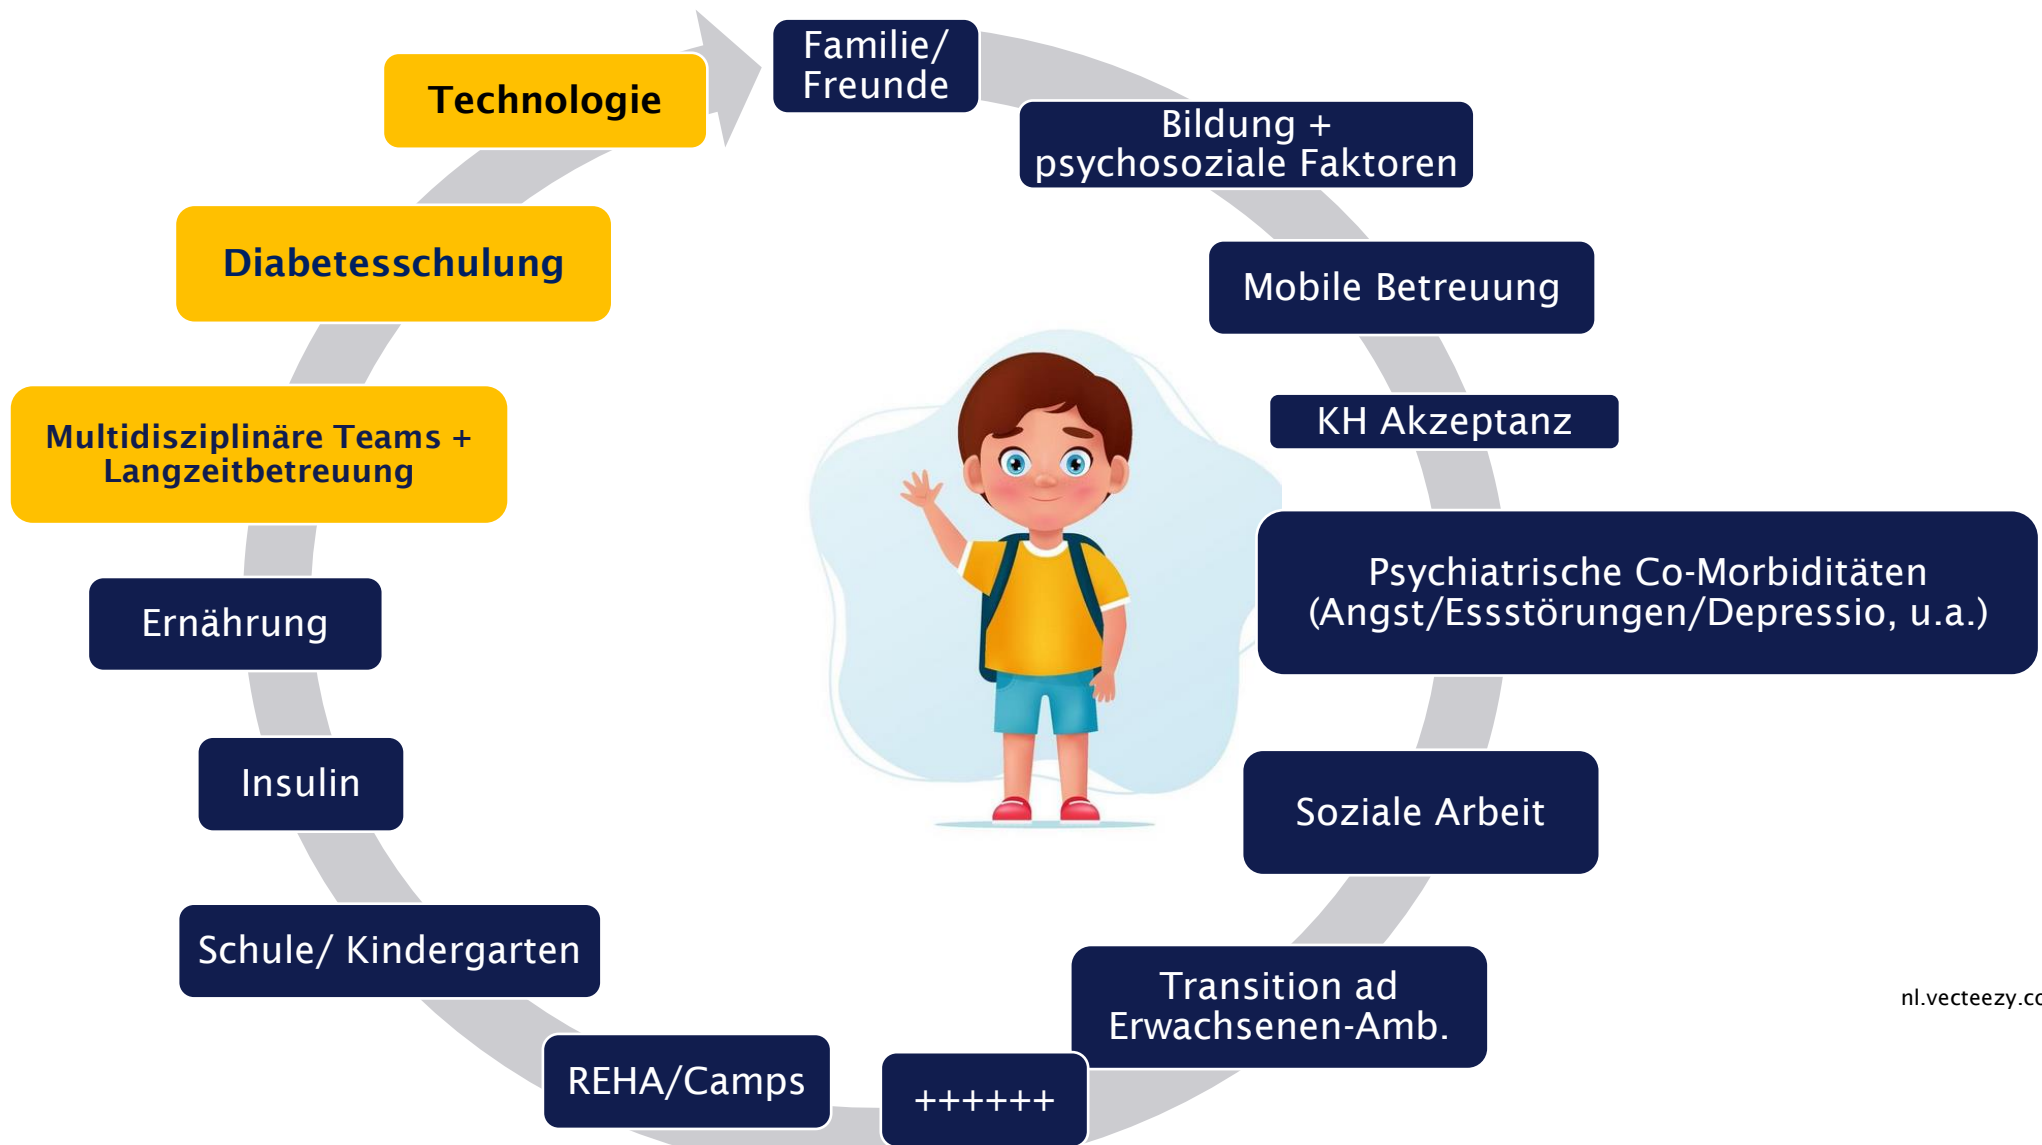 Familie/
Freunde
Bildung +
psychosoziale Faktoren
Mobile Betreuung
KH Akzeptanz
Psychiatrische Co-Morbiditäten
(Angst/Essstörungen/Depressio, u.a.)
Soziale Arbeit
Transition ad
Erwachsenen-Amb.
++++++
REHA/Camps
Schule/ Kindergarten
Insulin
Ernährung
Multidisziplinäre Teams +
Langzeitbetreuung
Diabetesschulung
Technologie
nl.vecteezy.co